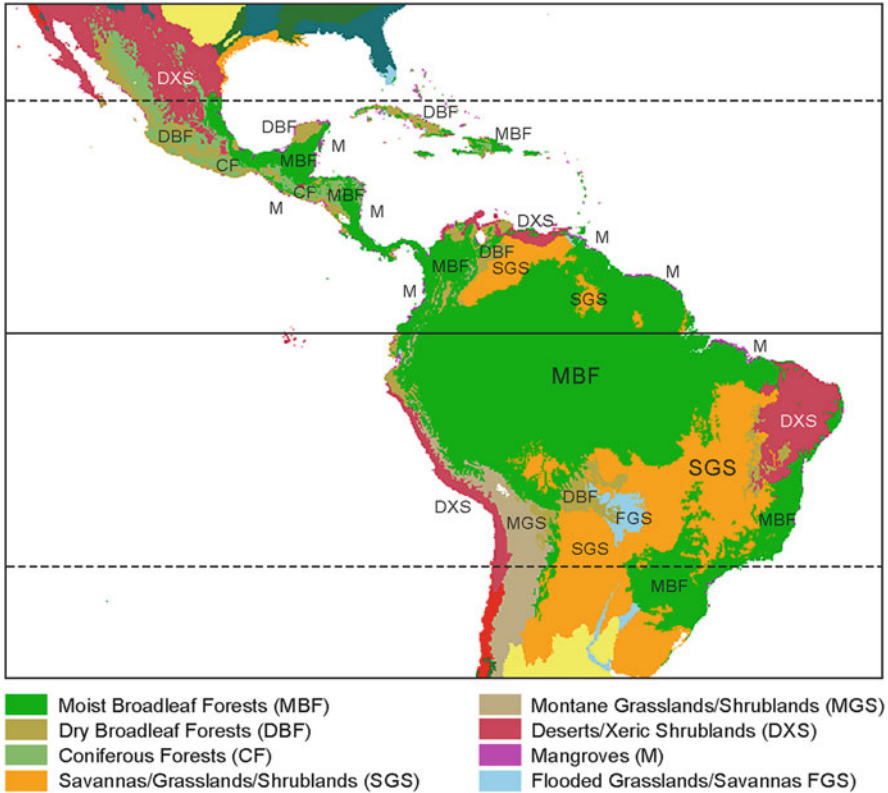 DXS
DBF
DBF
DBF
MBF
CF
MBF
M
CF
MBF
M
M
DXS
M
DBF
MBF
SGS
M
M
SGS
M
MBF
DXS
SGS
DXS
DBF
MGS
FGS
MBF
SGS
MBF
Moist Broadleaf Forests (MBF)
Dry Broadleaf Forests (DBF)
Coniferous Forests (CF)
Savannas/Grasslands/Shrublands (SGS)
Montane Grasslands/Shrublands (MGS)
Deserts/Xeric Shrublands (DXS)
Mangroves (M)
Flooded Grasslands/Savannas FGS)